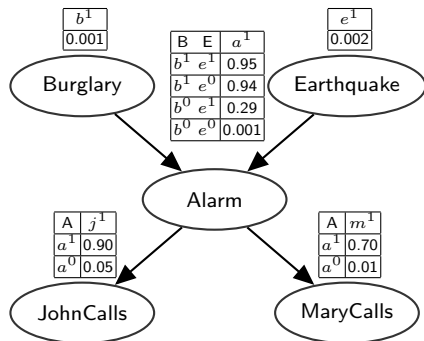 b¹
0.001
Burglary
B E a¹
b¹ e¹ 0.95
b¹ e⁰ 0.94
b⁰ e¹ 0.29
b⁰ e⁰ 0.001
e¹
0.002
Earthquake
Alarm
A j¹
a¹ 0.90
a⁰ 0.05
JohnCalls
A m¹
a¹ 0.70
a⁰ 0.01
MaryCalls